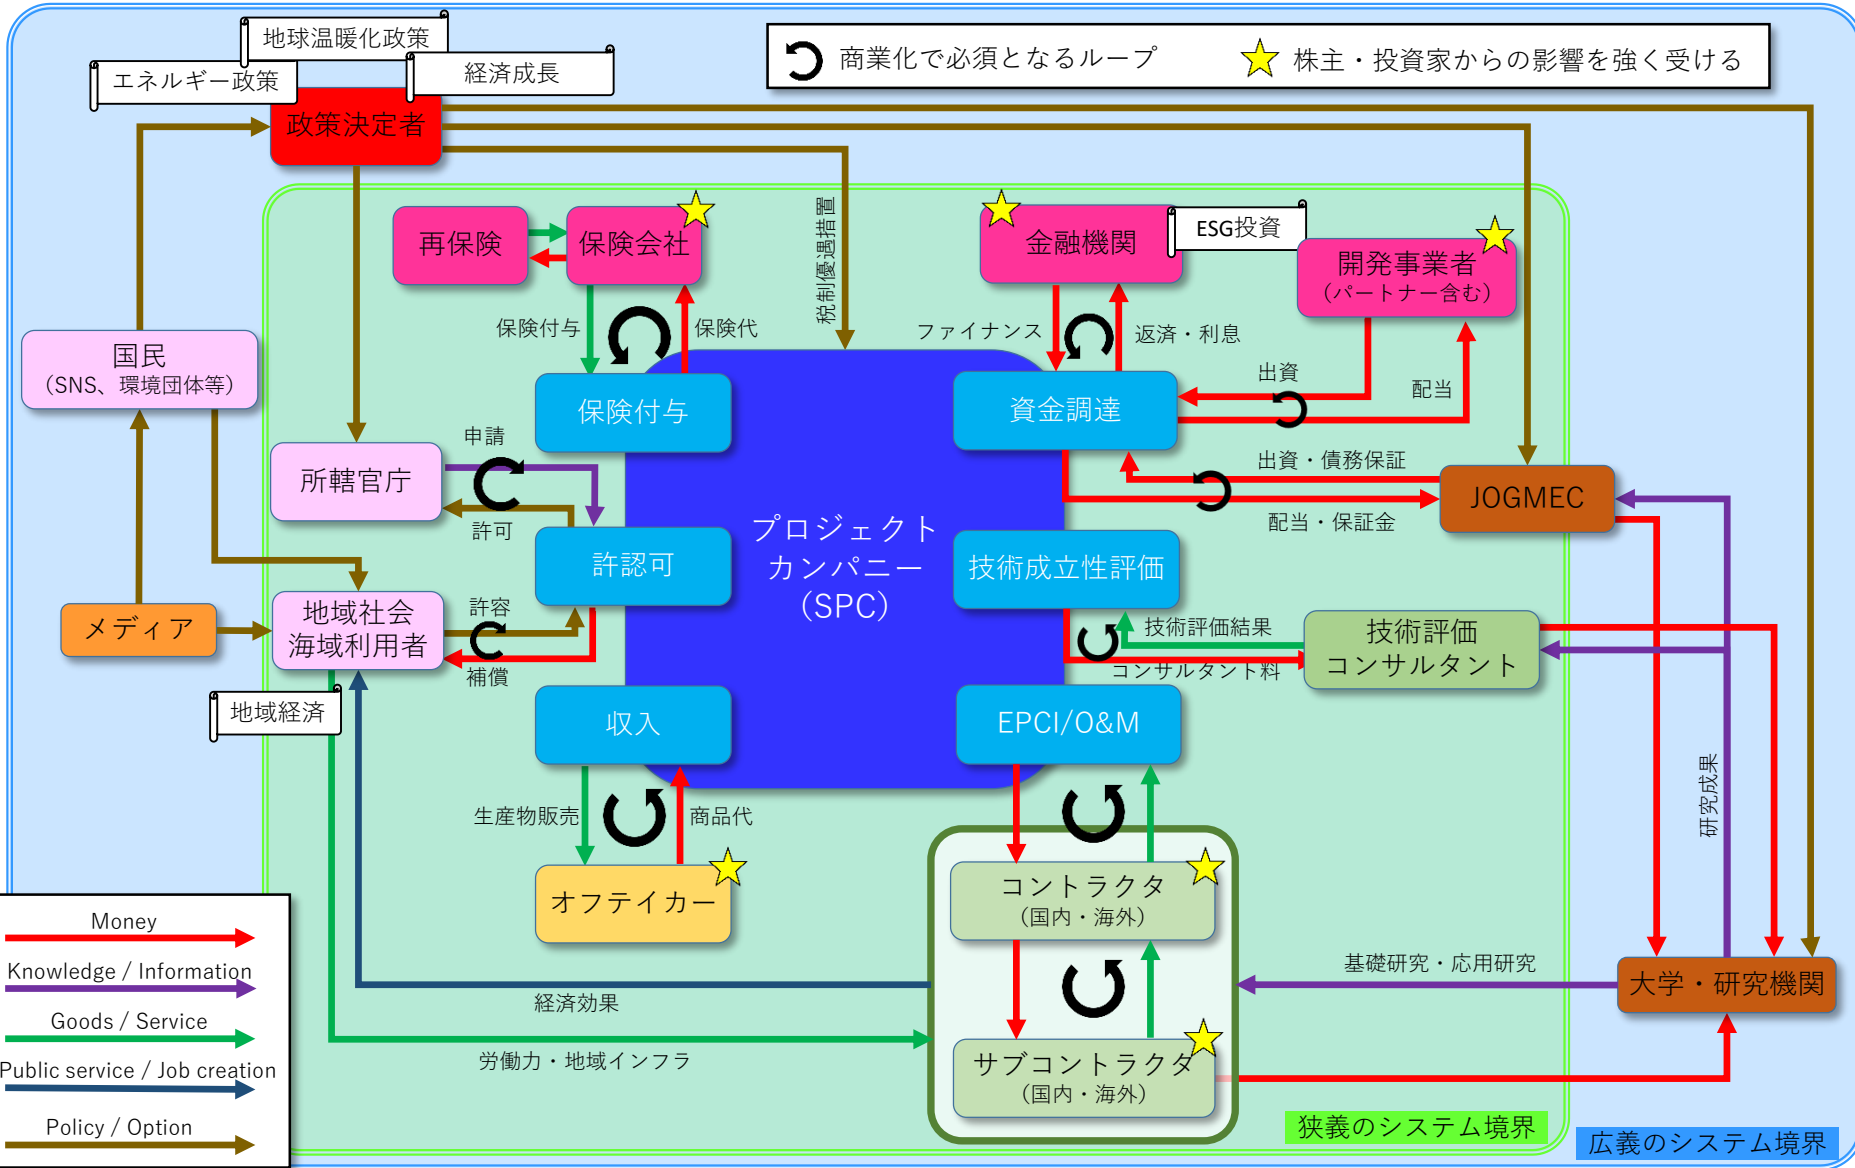 地球温暖化政策
エネルギー政策
経済成長
商業化で必須となるループ
株主・投資家からの影響を強く受ける
政策決定者
税制優遇措置
再保険
保険会社
金融機関
ESG投資
開発事業者
（パートナー含む）
保険付与
保険代
ファイナンス
返済・利息
国民
（SNS、環境団体等）
出資
配当
保険付与
資金調達
申請
所轄官庁
許可
出資・債務保証
JOGMEC
配当・保証金
プロジェクト
カンパニー
（SPC）
許認可
技術成立性評価
メディア
地域社会
海域利用者
許容
補償
技術評価結果
コンサルタント料
技術評価
コンサルタント
地域経済
収入
EPCI/O&M
研究成果
生産物販売
商品代
オフテイカー
コントラクタ
（国内・海外）
基礎研究・応用研究
大学・研究機関
経済効果
労働力・地域インフラ
サブコントラクタ
（国内・海外）
Money
Knowledge / Information
Goods / Service
Public service / Job creation
Policy / Option
狭義のシステム境界
広義のシステム境界